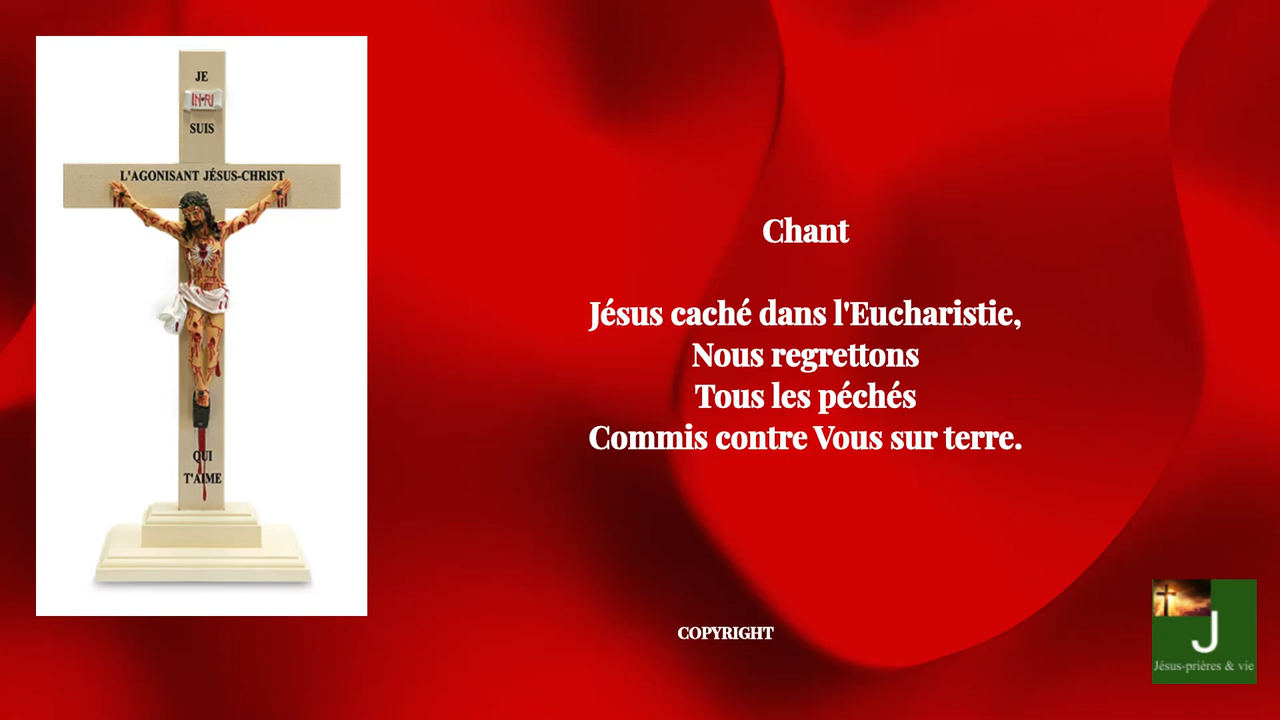 JE
INRI
SUIS
L'AGONISANT JÉSUS-CHRIST
QUI
T'AIME
Chant
Jésus caché dans l'Eucharistie,
Nous regrettons
Tous les péchés
Commis contre Vous sur terre.
COPYRIGHT
J
Jésus-prières & vie